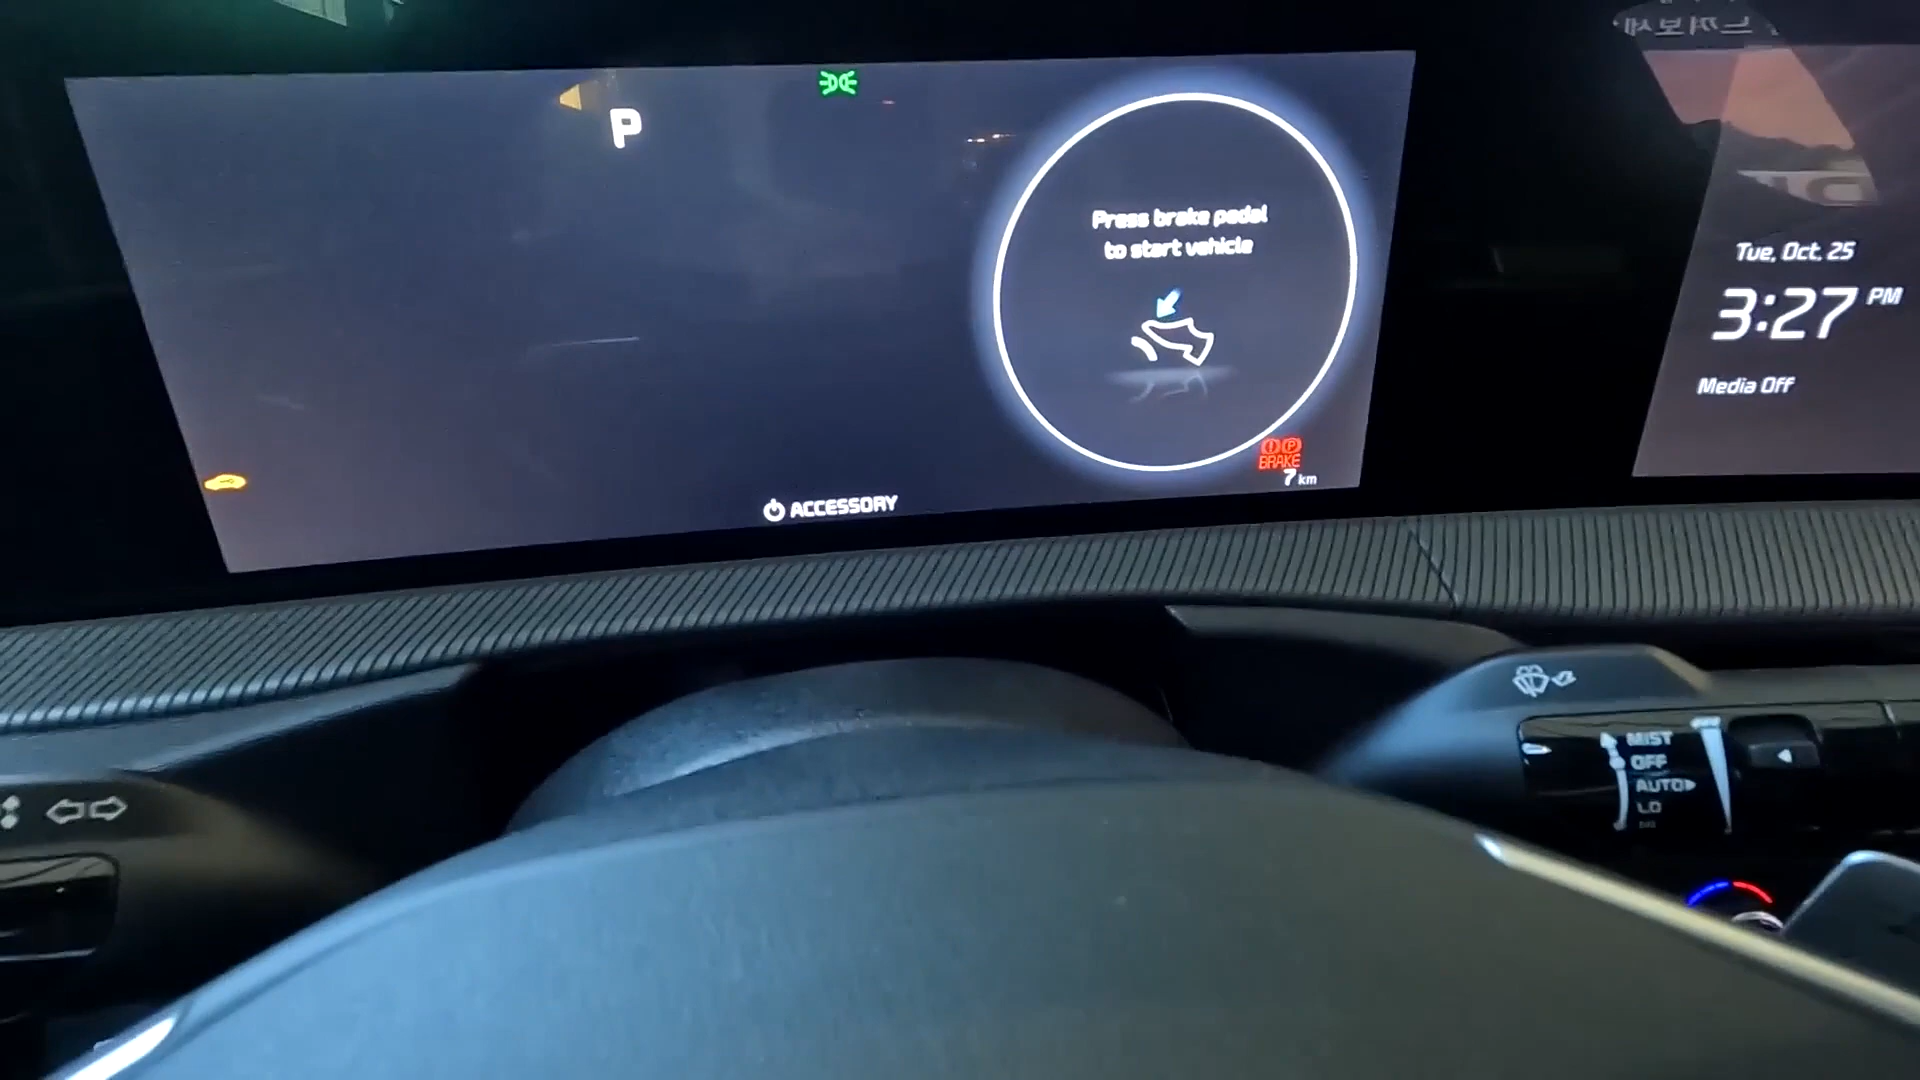 P
Press brake pedal
to start vehicle
BRAKE
7 km
ACCESSORY
Tue, Oct. 25
3:27 PM
Media Off
MIST
OFF
AUTO
LO